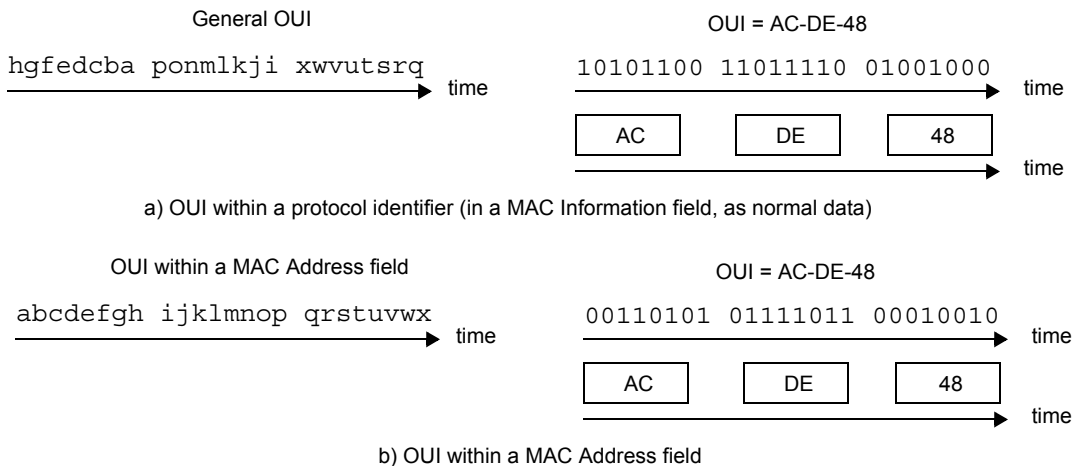 General OUI
OUI = AC-DE-48
hgfedcba ponmlkji xwvutsrq
time
10101100 11011110 01001000
time
AC
DE
48
time
a) OUI within a protocol identifier (in a MAC Information field, as normal data)
OUI within a MAC Address field
OUI = AC-DE-48
abcdefgh ijklmnop qrstuvwx
time
00110101 01111011 00010010
time
AC
DE
48
time
b) OUI within a MAC Address field